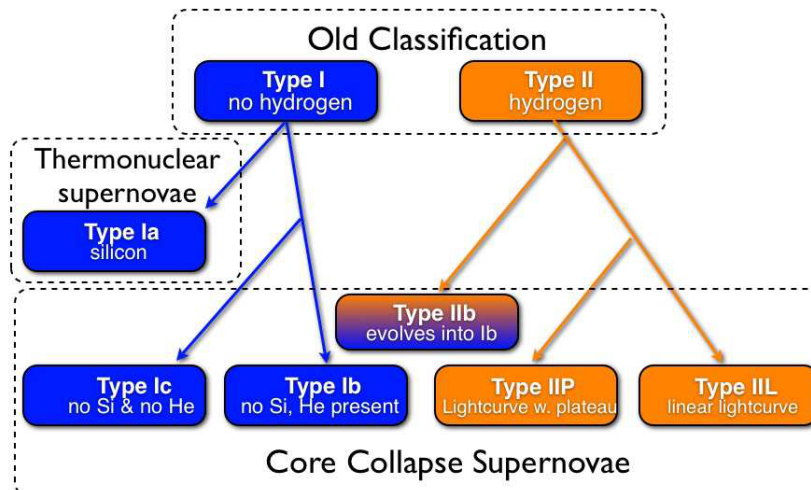 Old Classification
Type I
no hydrogen
Type II
hydrogen
Thermonuclear
supernovae
Type Ia
silicon
Type IIb
evolves into Ib
Type Ic
no Si & no He
Type Ib
no Si, He present
Type IIP
Lightcurve w. plateau
Type IIL
linear lightcurve
Core Collapse Supernovae